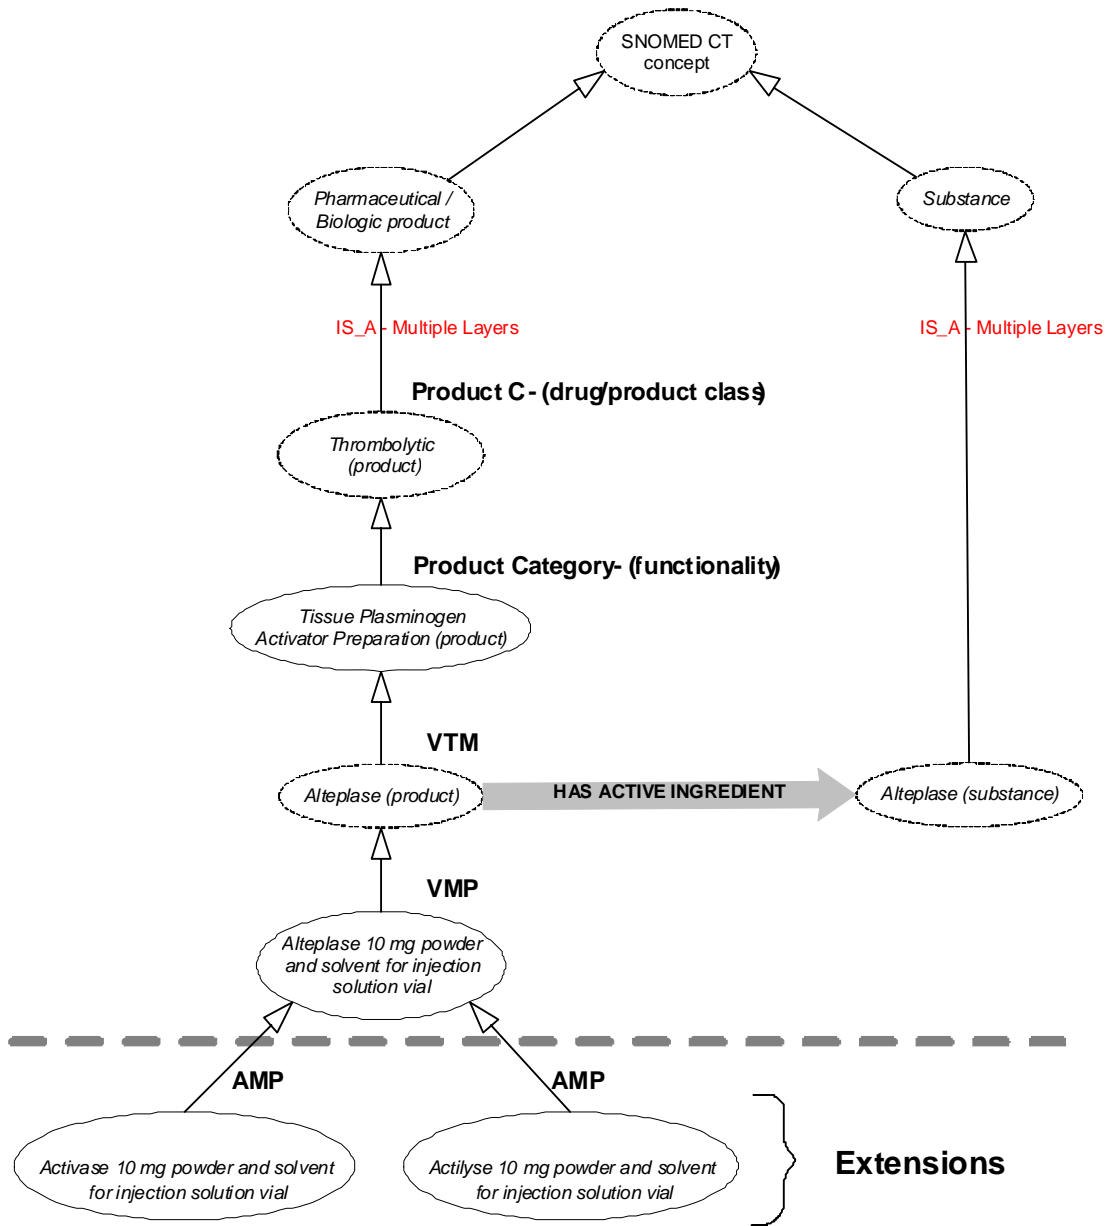 SNOMED CT
concept
Pharmaceutical /
Biologic product
Substance
IS_A - Multiple Layers
IS_A - Multiple Layers
Product C - (drug/product class)
Thrombolytic
(product)
Product Category- (functionality)
Tissue Plasminogen
Activator Preparation (product)
VTM
Alteplase (product)
HAS ACTIVE INGREDIENT
Alteplase (substance)
VMP
Alteplase 10 mg powder
and solvent for injection
solution vial
AMP
AMP
Activase 10 mg powder and solvent
for injection solution vial
Actilyse 10 mg powder and solvent
for injection solution vial
Extensions